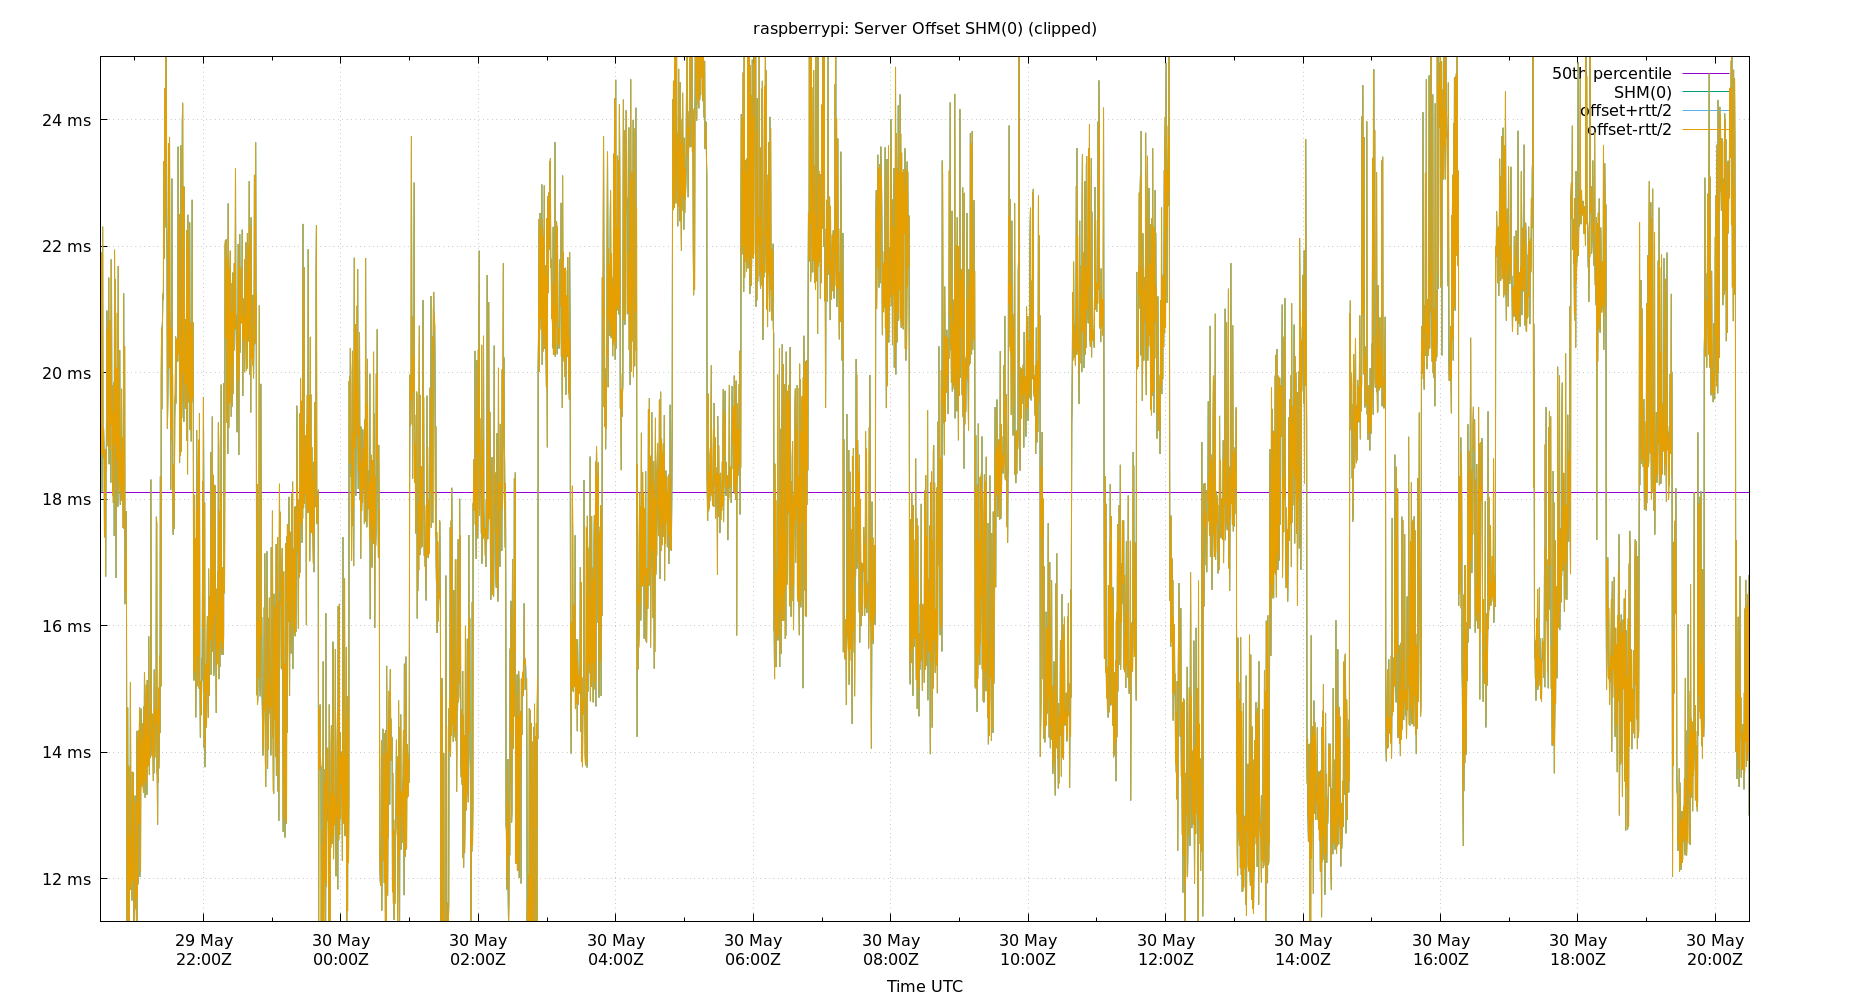 raspberrypi: Server Offset SHM(0) (clipped)
50th percentile
SHM(0)
offset+rtt/2
offset-rtt/2
24 ms
22 ms
20 ms
18 ms
16 ms
14 ms
12 ms
29 May 30 May 30 May 30 May 30 May 30 May 30 May 30 May 30 May 30 May 30 May 30 May
22:00Z 00:00Z 02:00Z 04:00Z 06:00Z 08:00Z 10:00Z 12:00Z 14:00Z 16:00Z 18:00Z 20:00Z
Time UTC